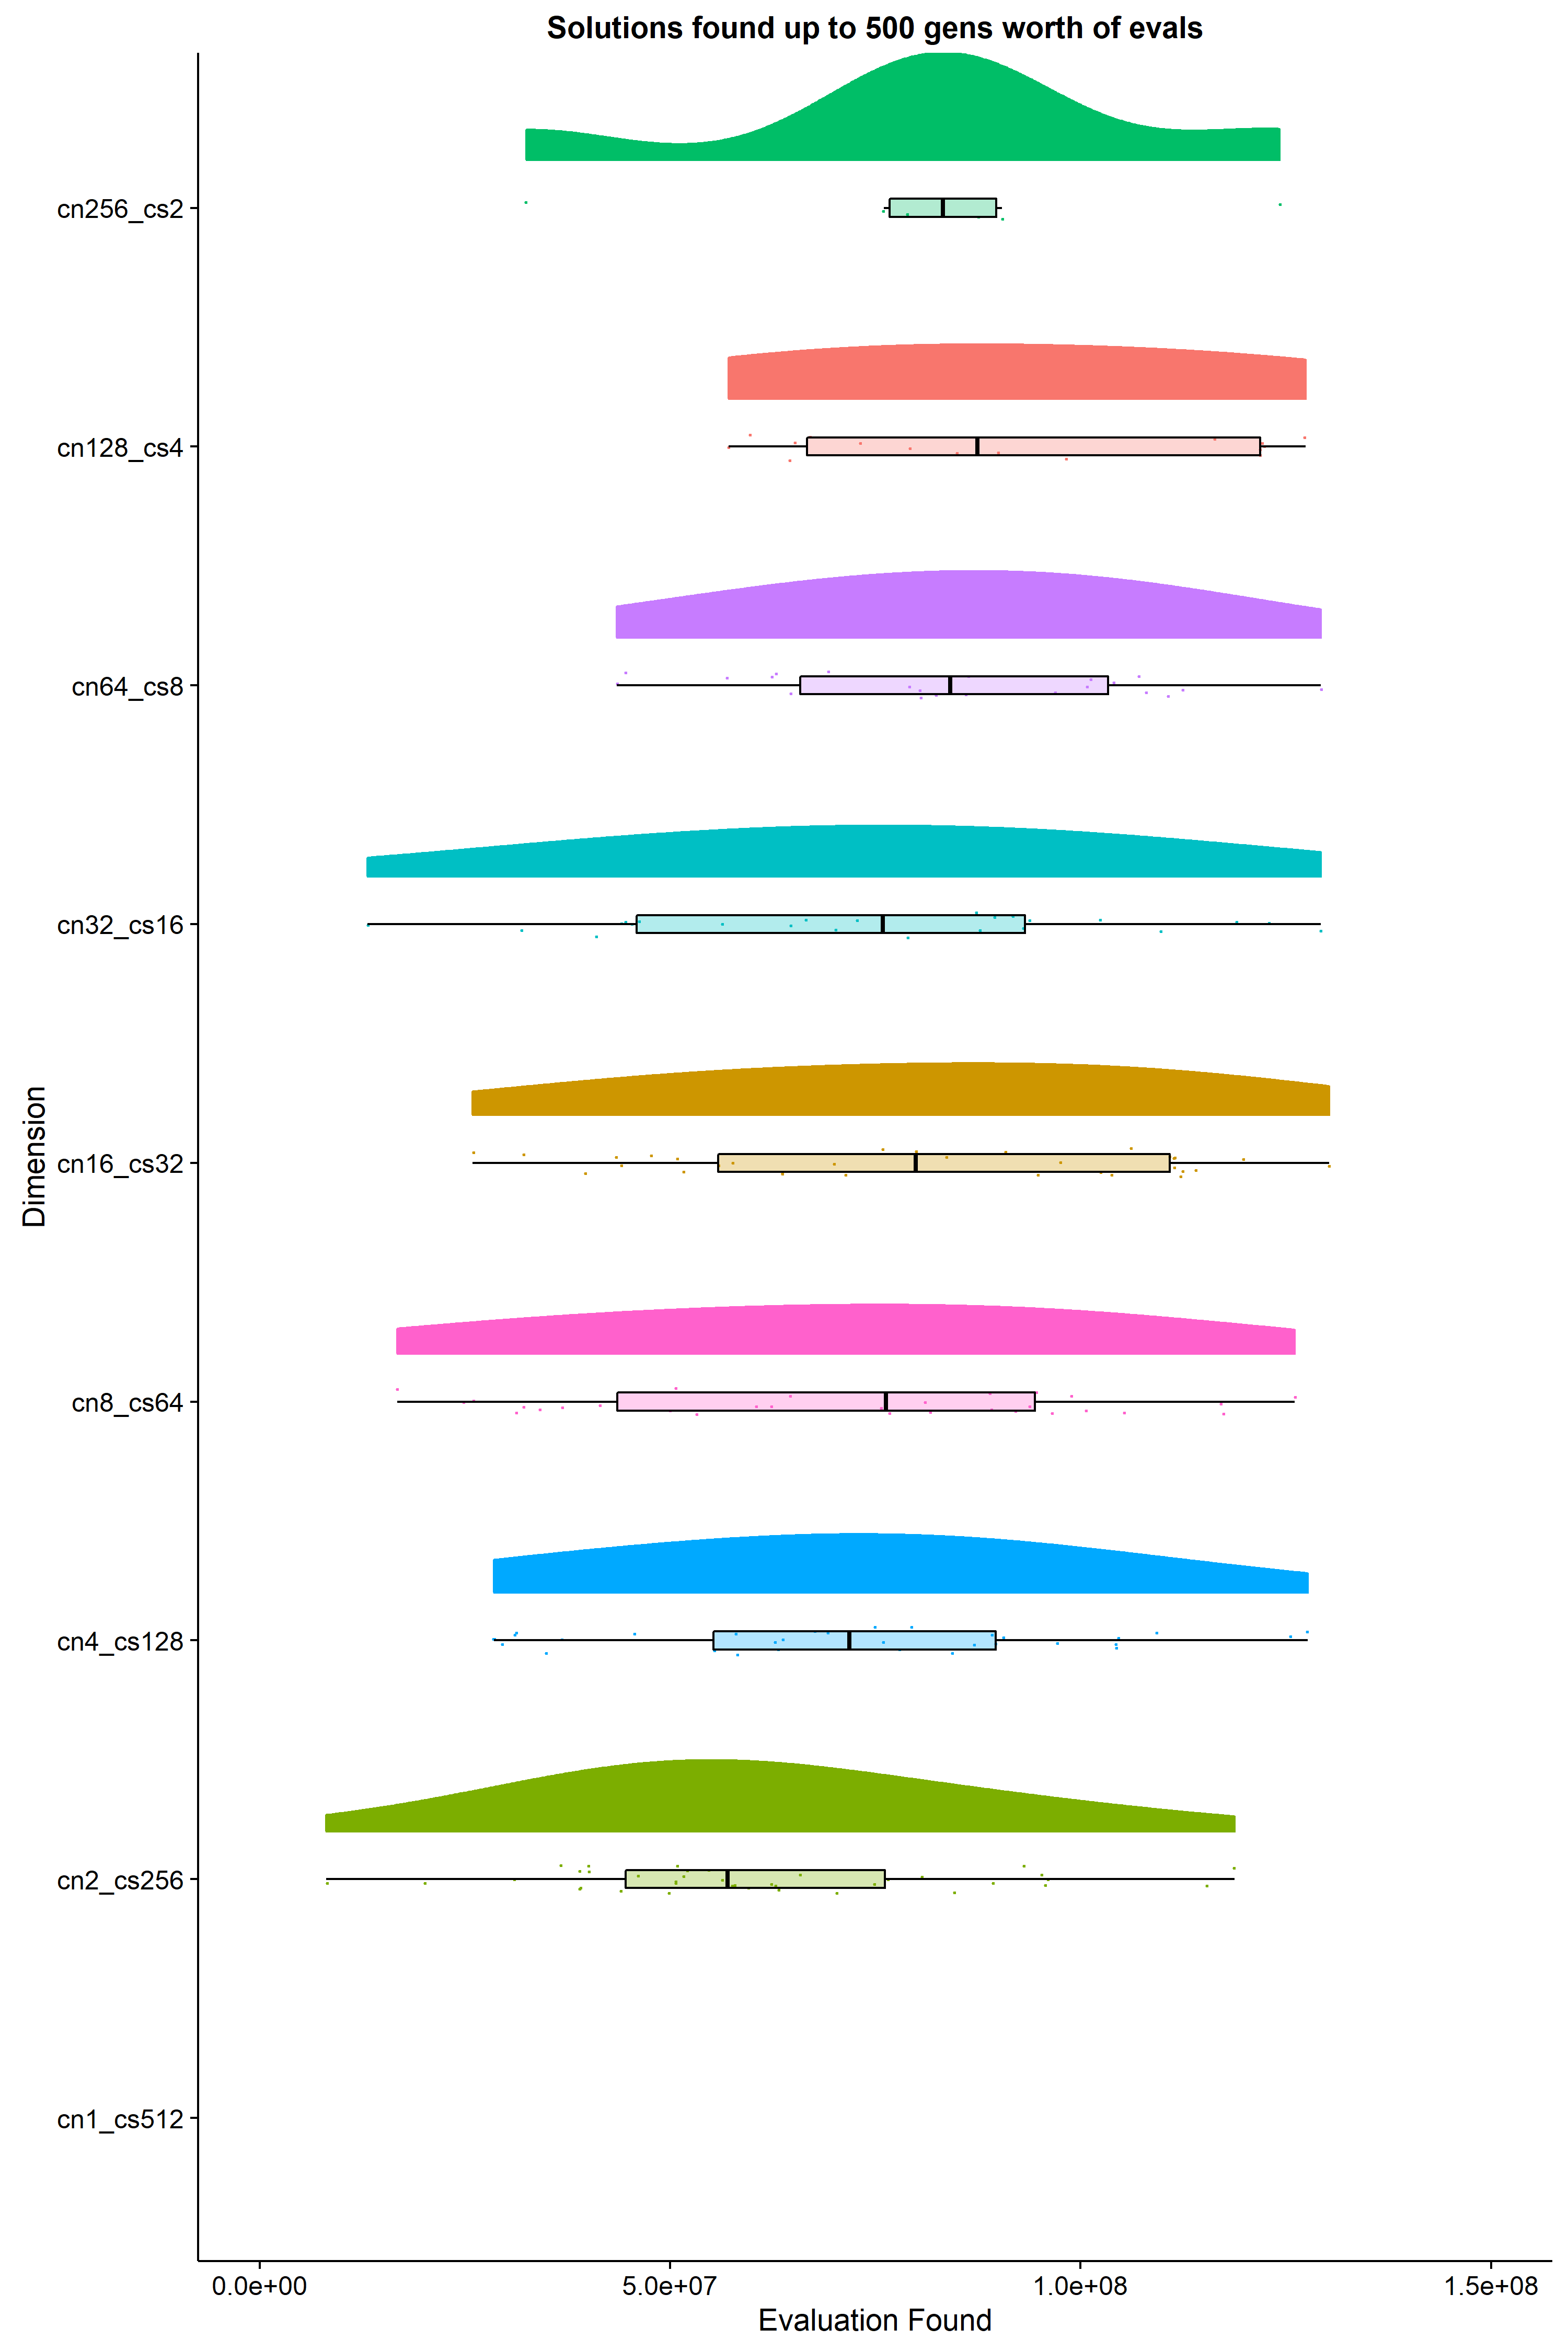 Solutions found up to 500 gens worth of evals
cn256_cs2
cn128_cs4
cn64_cs8
cn32_cs16
cn16_cs32
cn8_cs64
cn4_cs128
cn2_cs256
cn1_cs512
Dimension
0.0e+00 5.0e+07 1.0e+08 1.5e+08
Evaluation Found